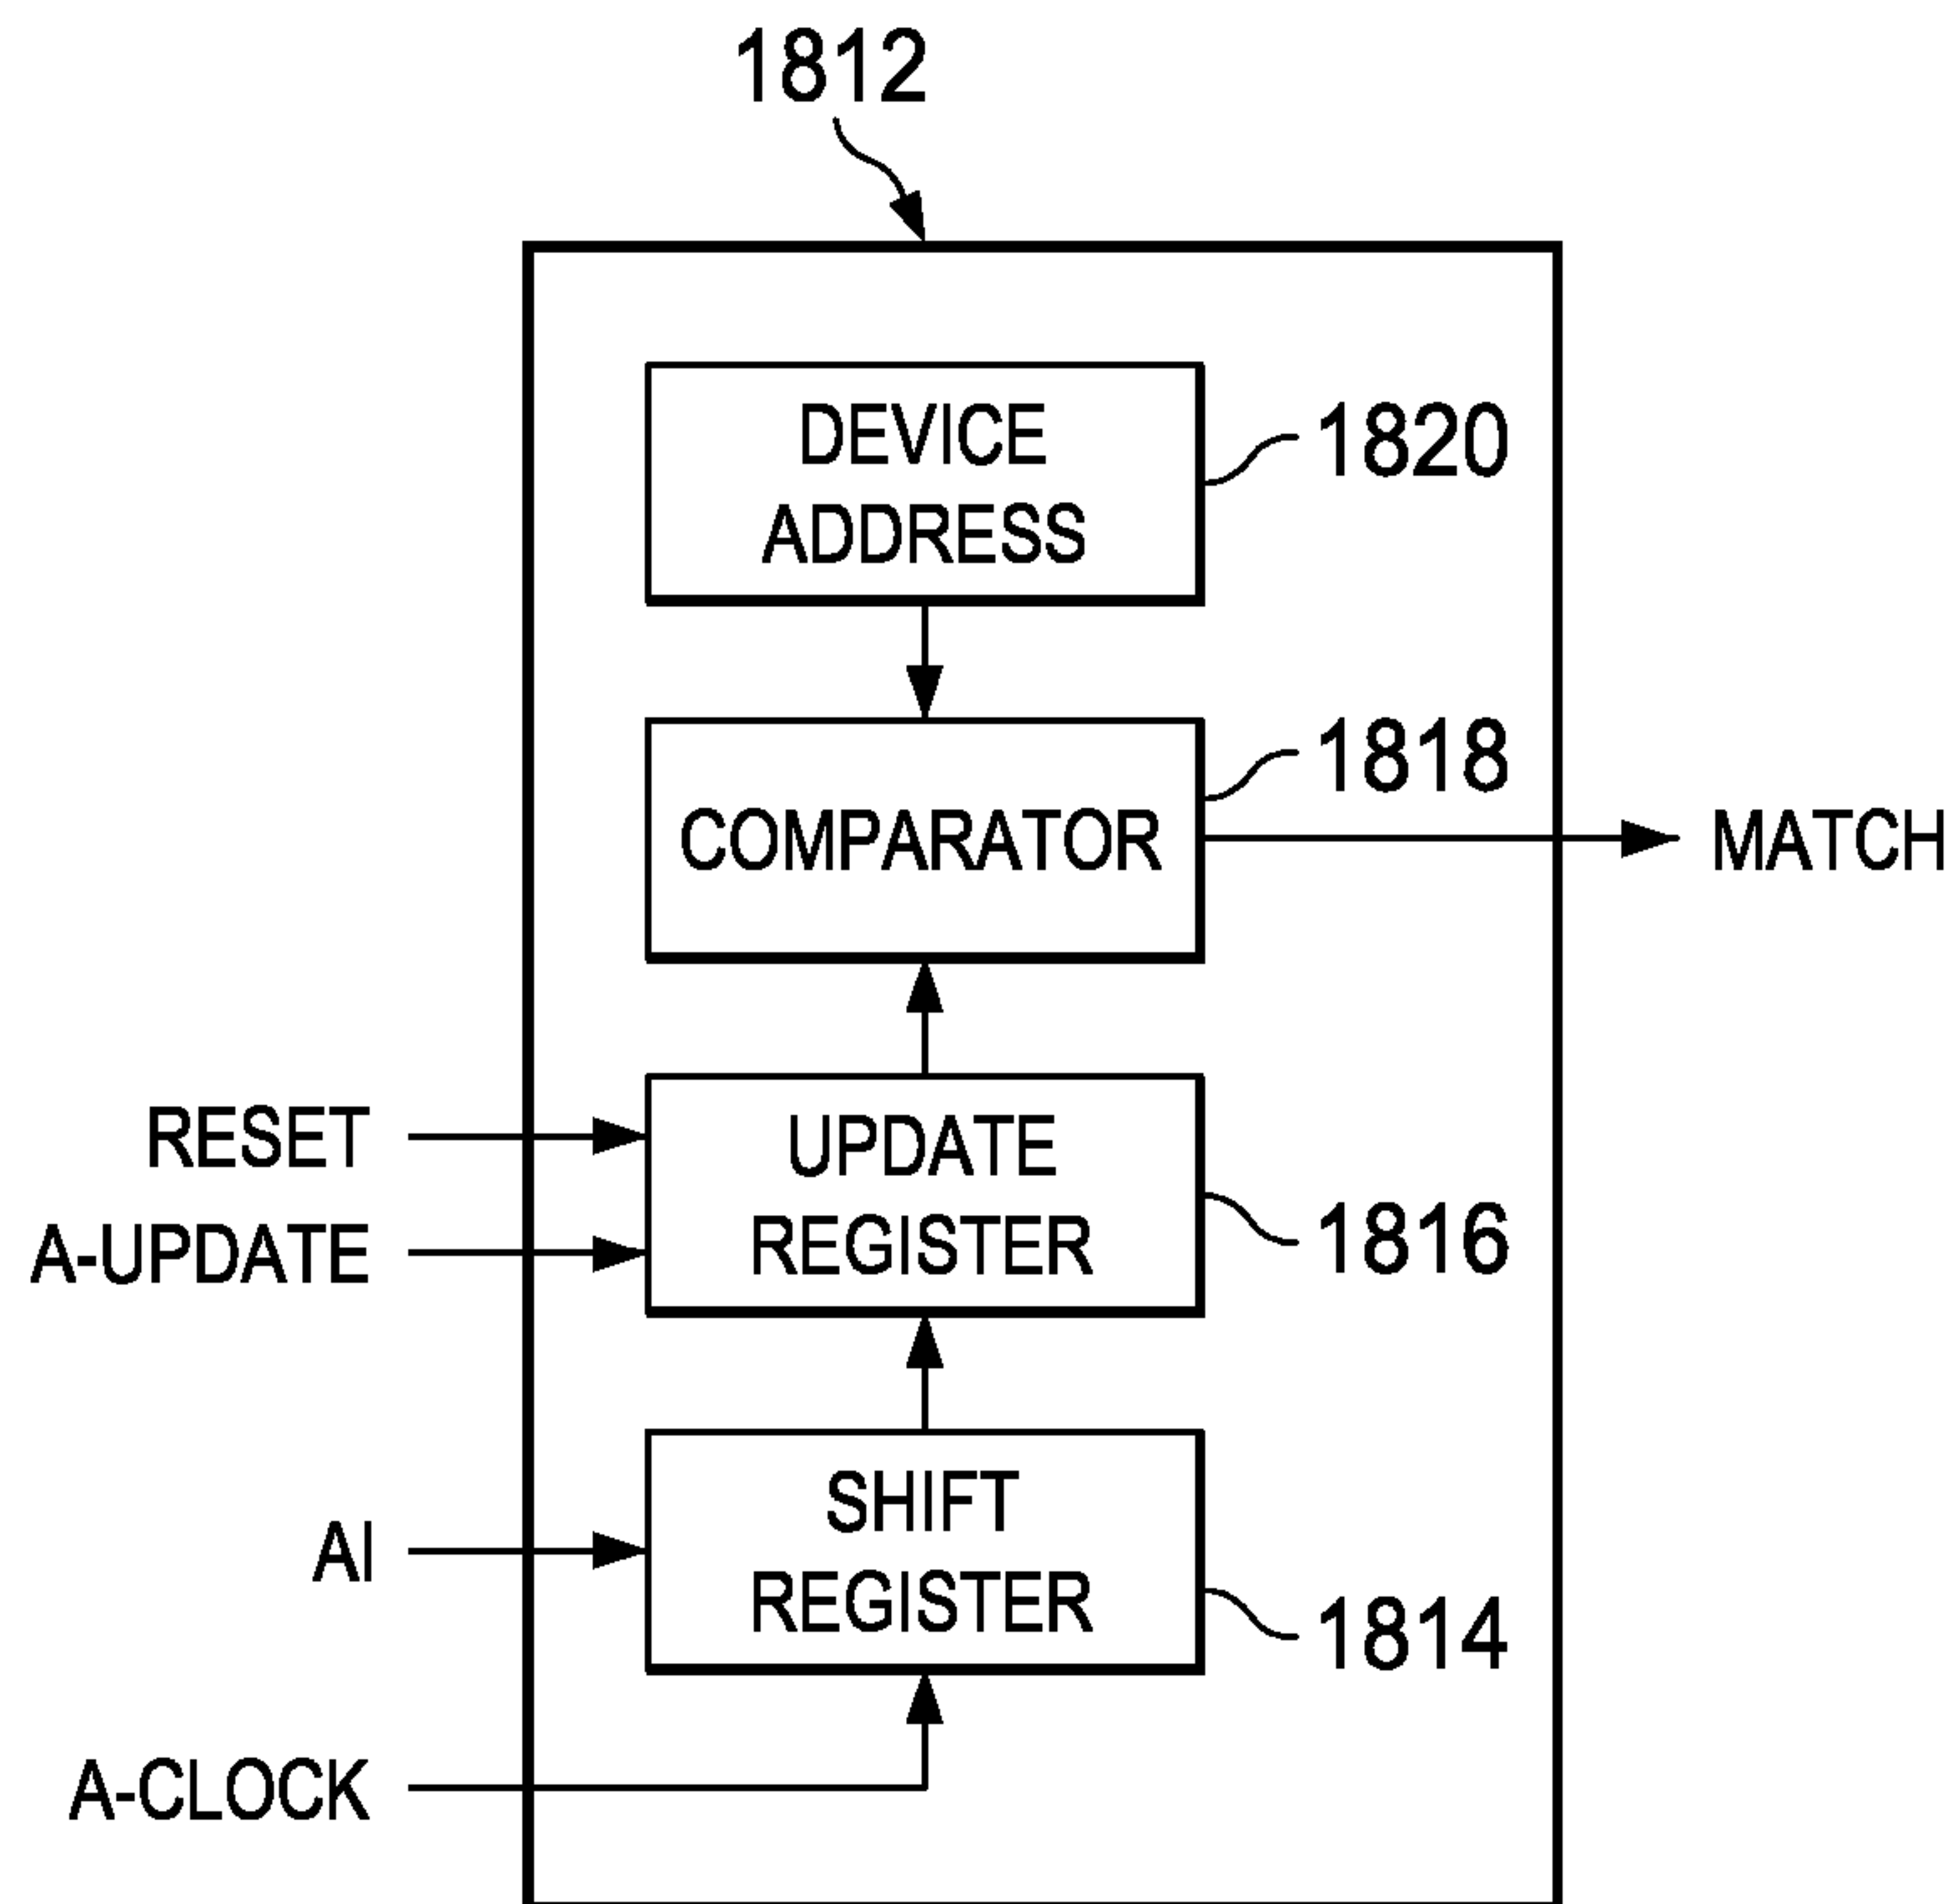 1812
DEVICE
ADDRESS
1820
COMPARATOR
1818
MATCH
RESET
A-UPDATE
UPDATE
REGISTER
1816
AI
SHIFT
REGISTER
1814
A-CLOCK